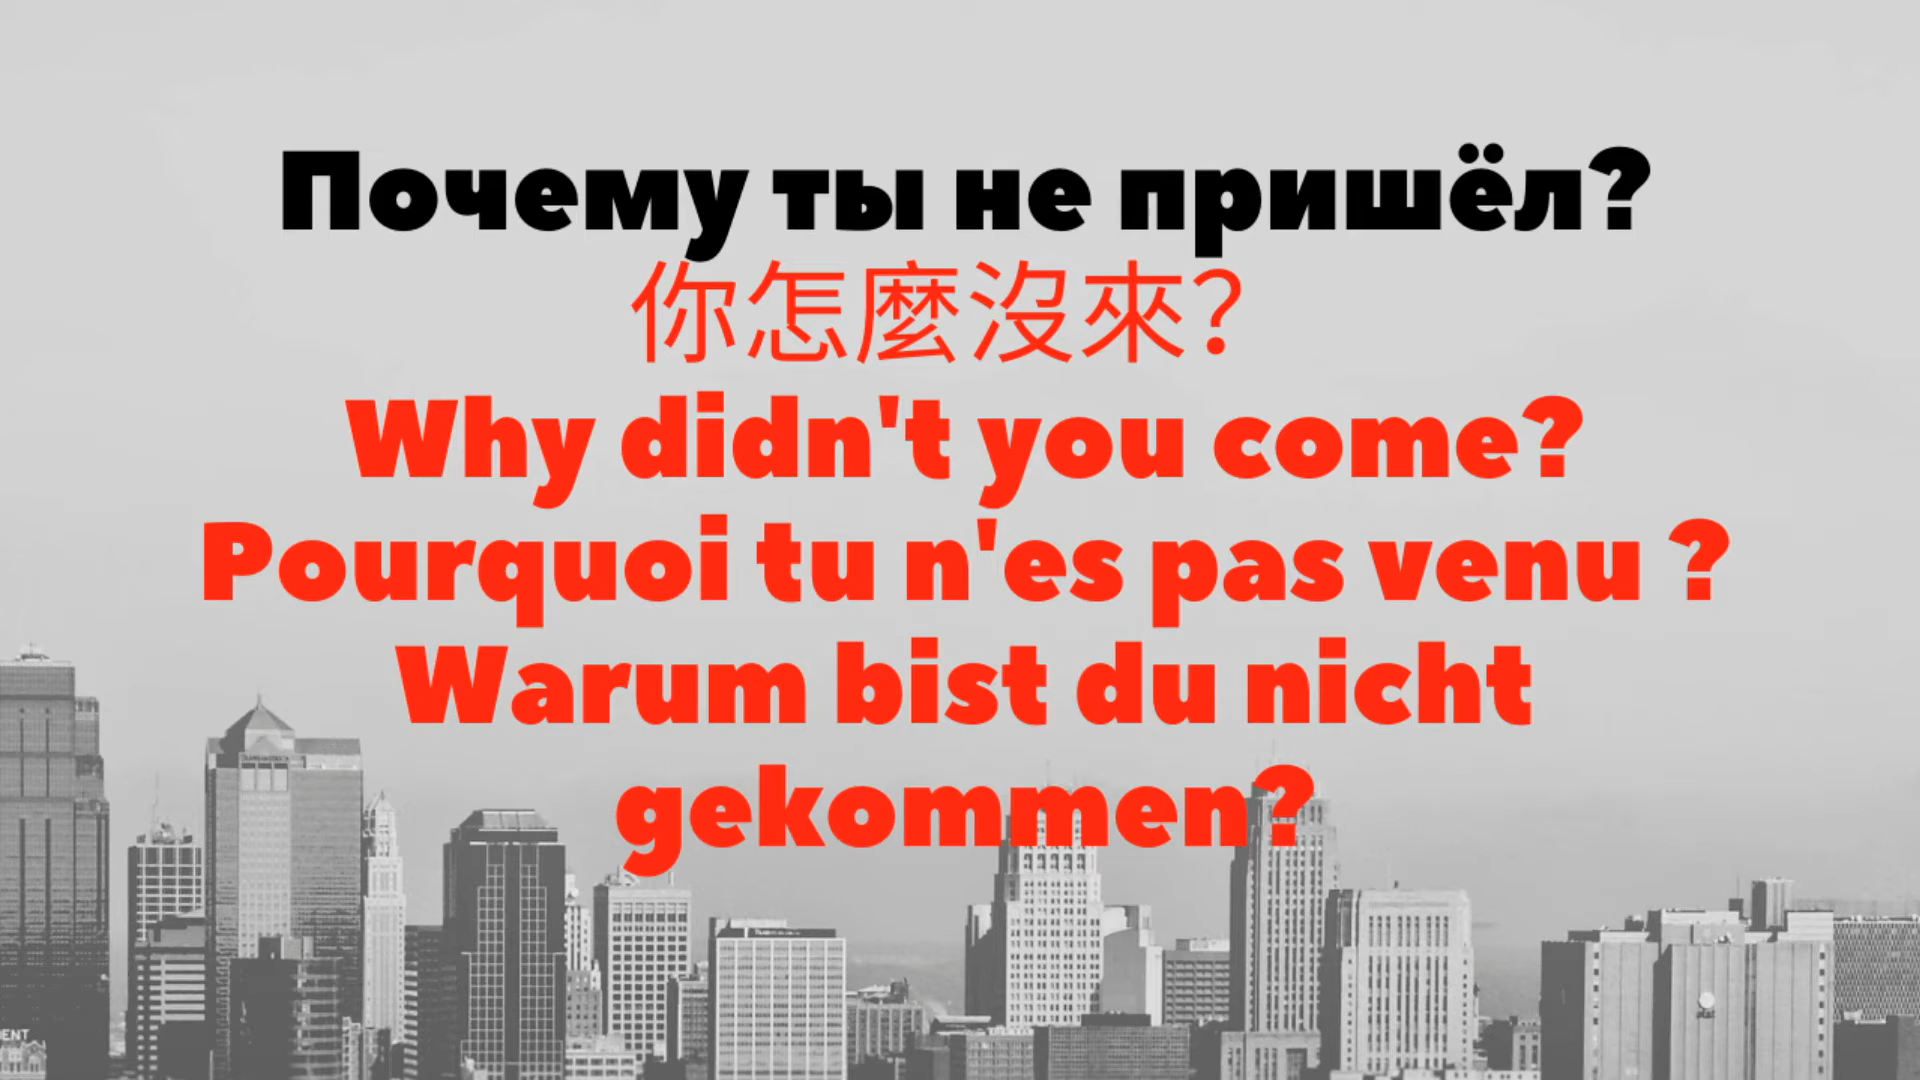 Почему ты не пришёл?
你怎麼沒來？
Why didn't you come?
Pourquoi tu n'es pas venu ?
Warum bist du nicht
gekommen?
ENT